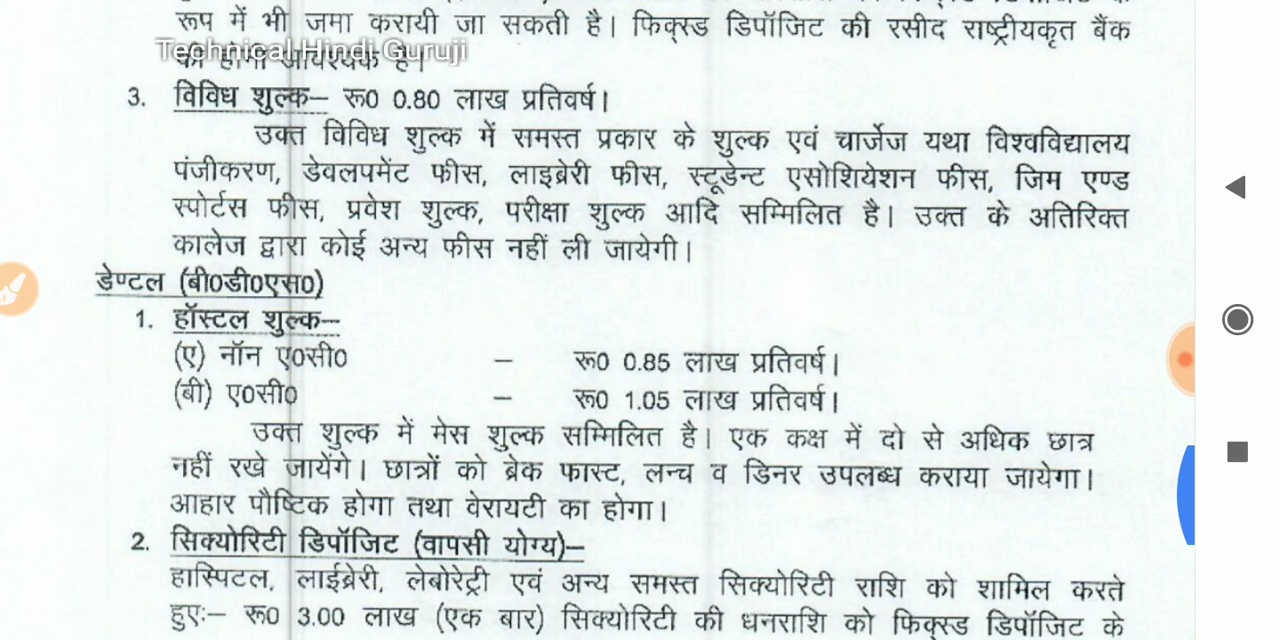 रूप में भी जमा करायी जा सकती है। फिक्स्ड डिपॉजिट की रसीद राष्ट्रीयकृत बैंक
Technical Hindi Guruji
की होनी आवश्यक है।
3. विविध शुल्क– रू0 0.80 लाख प्रतिवर्ष।
उक्त विविध शुल्क में समस्त प्रकार के शुल्क एवं चार्जेज यथा विश्वविद्यालय
पंजीकरण, डेवलपमेंट फीस, लाइब्रेरी फीस, स्टूडेन्ट एसोशियेशन फीस, जिम एण्ड
स्पोर्टस फीस, प्रवेश शुल्क, परीक्षा शुल्क आदि सम्मिलित है। उक्त के अतिरिक्त
कालेज द्वारा कोई अन्य फीस नहीं ली जायेगी।
डेण्टल (बी0डी0एस0)
1. हॉस्टल शुल्क–
(ए) नॉन ए0सी0 – रू0 0.85 लाख प्रतिवर्ष।
(बी) ए0सी0 – रू0 1.05 लाख प्रतिवर्ष।
उक्त शुल्क में मेस शुल्क सम्मिलित है। एक कक्ष में दो से अधिक छात्र
नहीं रखे जायेंगे। छात्रों को ब्रेक फास्ट, लन्च व डिनर उपलब्ध कराया जायेगा।
आहार पौष्टिक होगा तथा वेरायटी का होगा।
2. सिक्योरिटी डिपॉजिट (वापसी योग्य)–
हास्पिटल, लाईब्रेरी, लेबोरेट्री एवं अन्य समस्त सिक्योरिटी राशि को शामिल करते
हुएः– रू0 3.00 लाख (एक बार) सिक्योरिटी की धनराशि को फिक्स्ड डिपॉजिट के